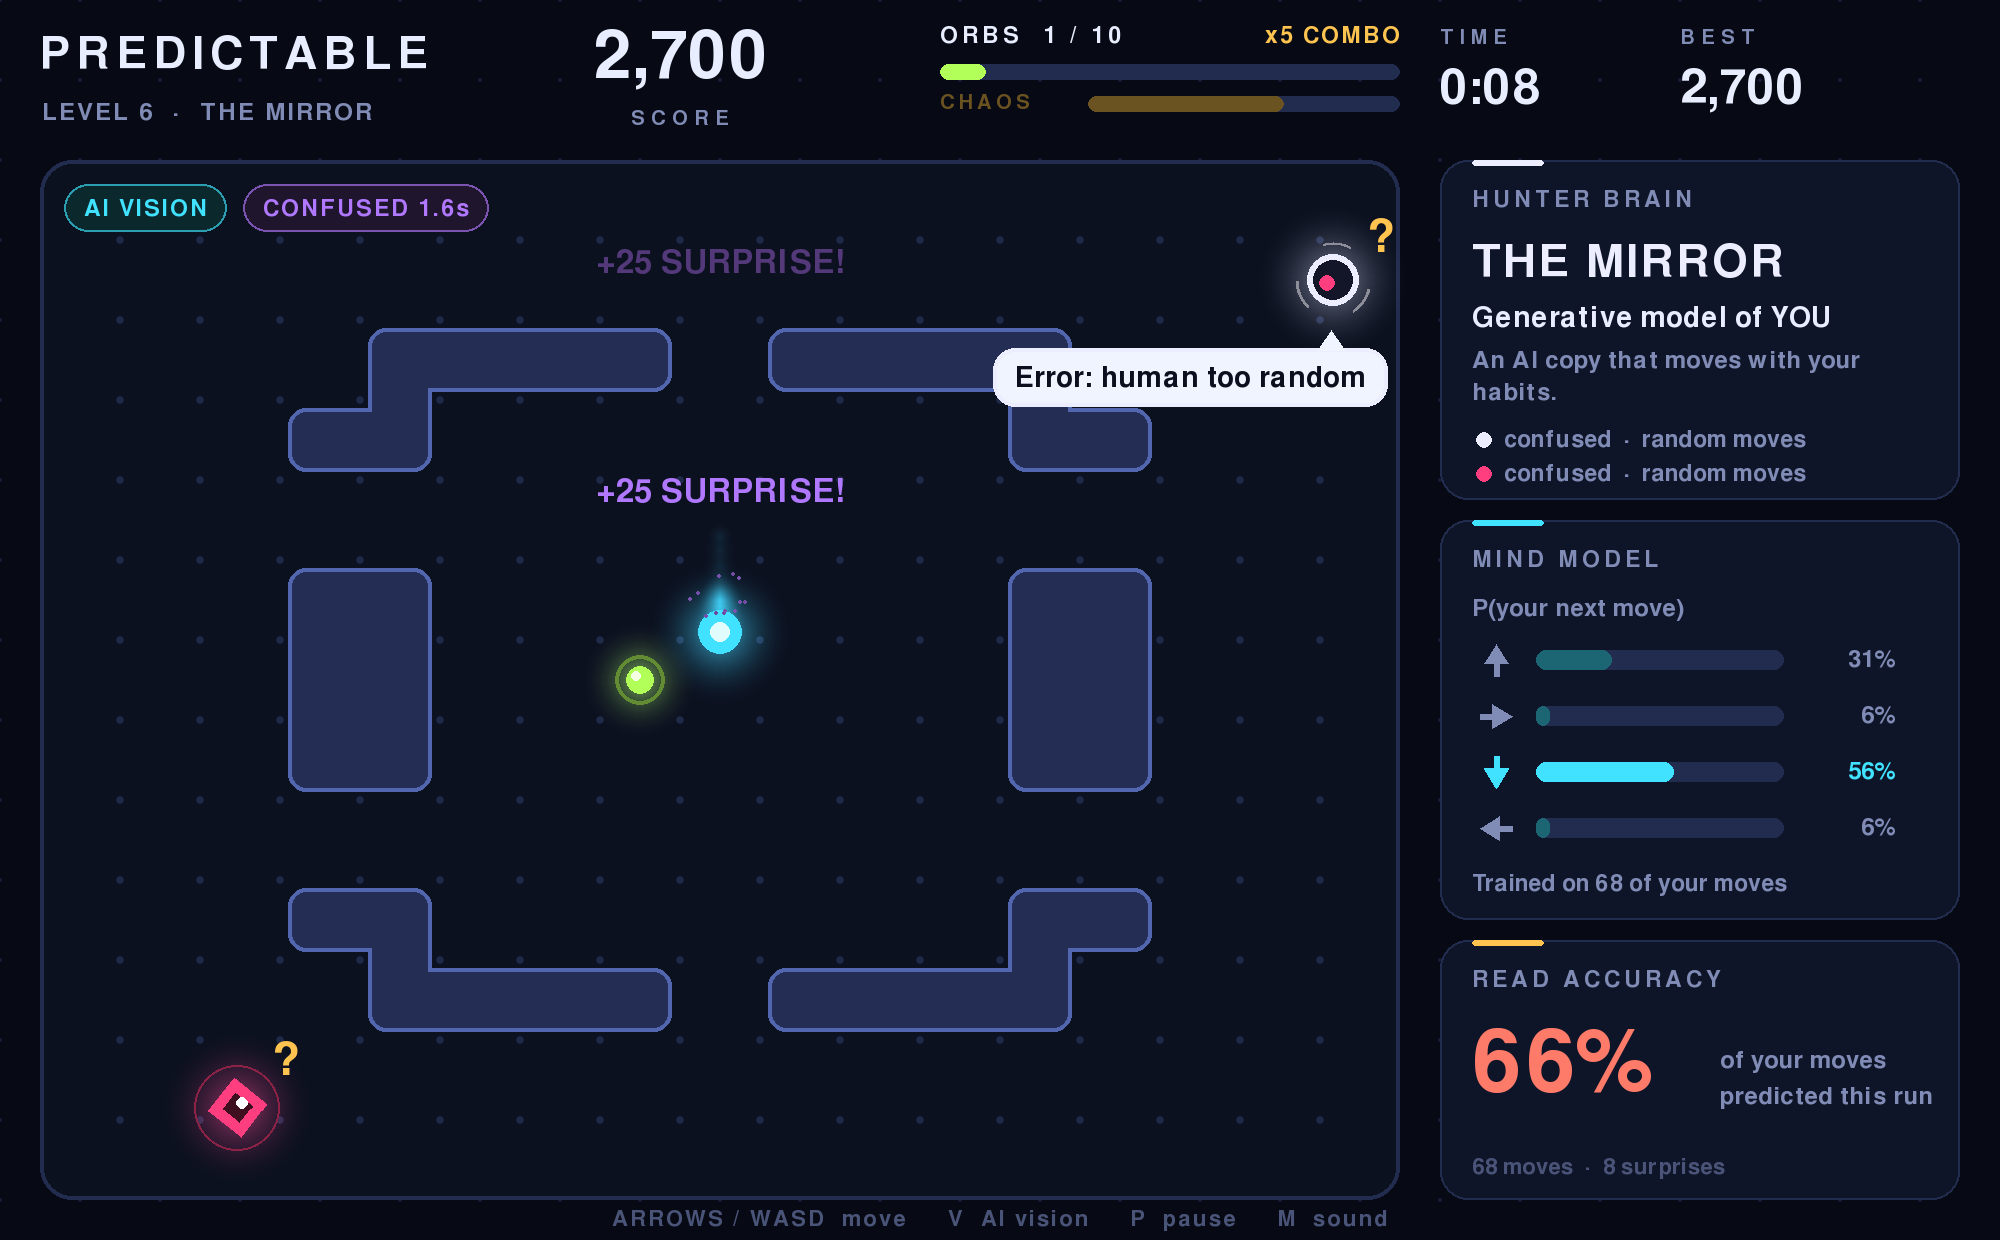 PREDICTABLE
LEVEL 6 · THE MIRROR
2,700
SCORE
ORBS 1 / 10
x5 COMBO
CHAOS
TIME
0:08
BEST
2,700
AI VISION
CONFUSED 1.6s
+25 SURPRISE!
?
Error: human too random
+25 SURPRISE!
?
HUNTER BRAIN
THE MIRROR
Generative model of YOU
An AI copy that moves with your
habits.
confused · random moves
confused · random moves
MIND MODEL
P(your next move)
31%
6%
56%
6%
Trained on 68 of your moves
READ ACCURACY
66%
of your moves
predicted this run
68 moves · 8 surprises
ARROWS / WASD move V AI vision P pause M sound